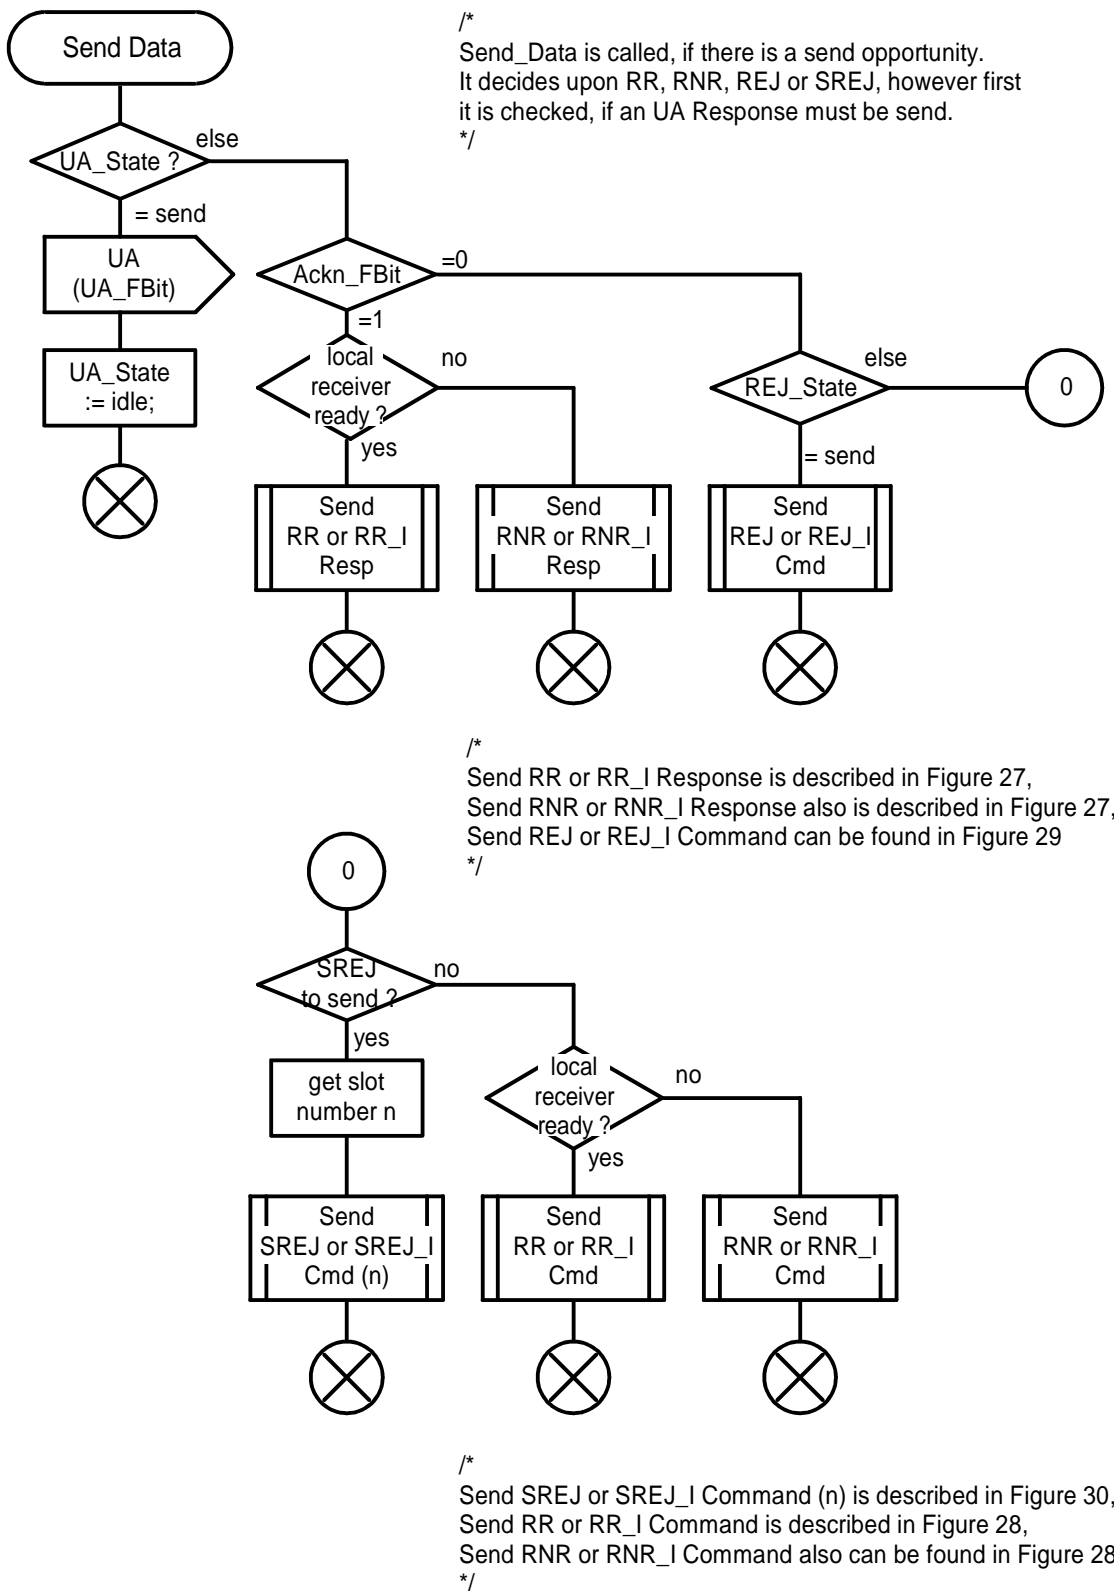 Send Data
/*
Send_Data is called, if there is a send opportunity.
It decides upon RR, RNR, REJ or SREJ, however first
it is checked, if an UA Response must be send.
*/
UA_State ?
else
= send
UA
(UA_FBit)
UA_State
:= idle;
Ackn_FBit
=0
=1
local
receiver
ready ?
no
yes
REJ_State
else
0
= send
Send
RR or RR_I
Resp
Send
RNR or RNR_I
Resp
Send
REJ or REJ_I
Cmd
/*
Send RR or RR_I Response is described in Figure 27,
Send RNR or RNR_I Response also is described in Figure 27,
Send REJ or REJ_I Command can be found in Figure 29
*/
0
SREJ
to send ?
no
yes
get slot
number n
local
receiver
ready ?
no
yes
Send
SREJ or SREJ_I
Cmd (n)
Send
RR or RR_I
Cmd
Send
RNR or RNR_I
Cmd
/*
Send SREJ or SREJ_I Command (n) is described in Figure 30,
Send RR or RR_I Command is described in Figure 28,
Send RNR or RNR_I Command also can be found in Figure 28
*/